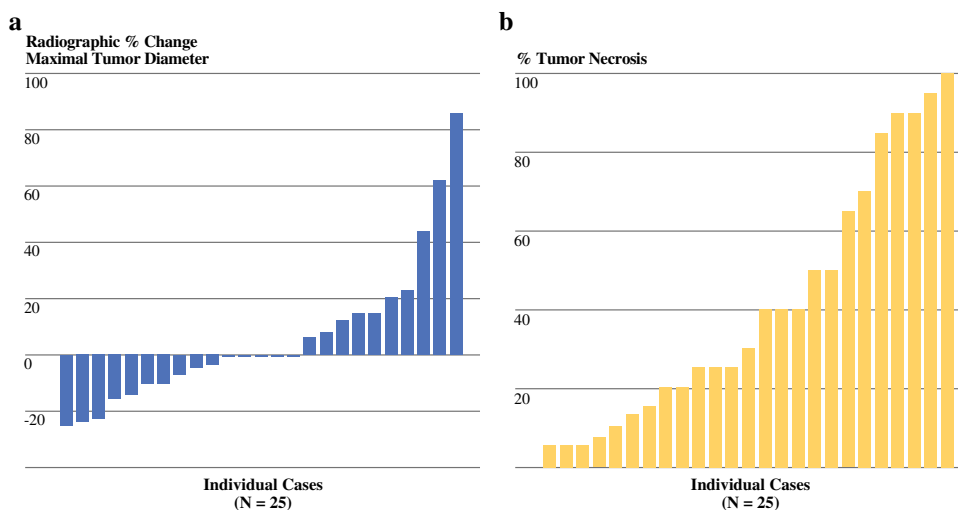 a
Radiographic % Change
Maximal Tumor Diameter
100
80
60
40
20
0
-20
Individual Cases
(N = 25)
b
% Tumor Necrosis
100
80
60
40
20
Individual Cases
(N = 25)